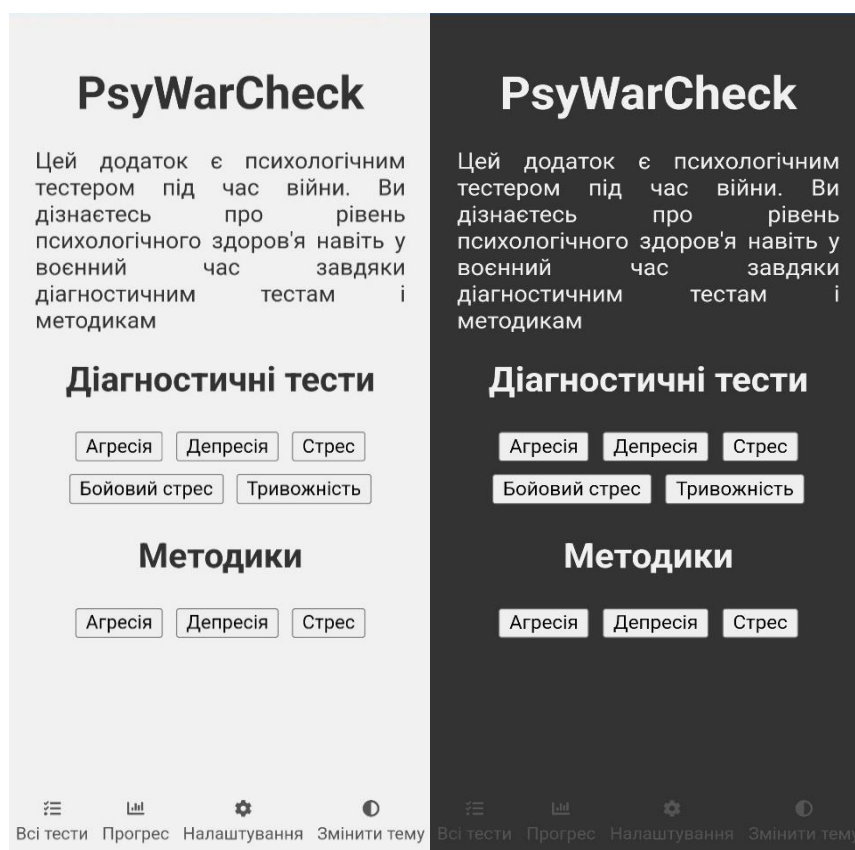 PsyWarCheck
Цей додаток є психологічним
тестером під час війни. Ви
дізнаєтесь про рівень
психологічного здоров'я навіть у
воєнний час завдяки
діагностичним тестам і
методикам
Діагностичні тести
Агресія Депресія Стрес
Бойовий стрес Тривожність
Методики
Агресія Депресія Стрес
Всі тести Прогрес Налаштування Змінити тему
PsyWarCheck
Цей додаток є психологічним
тестером під час війни. Ви
дізнаєтесь про рівень
психологічного здоров'я навіть у
воєнний час завдяки
діагностичним тестам і
методикам
Діагностичні тести
Агресія Депресія Стрес
Бойовий стрес Тривожність
Методики
Агресія Депресія Стрес
Всі тести Прогрес Налаштування Змінити тему